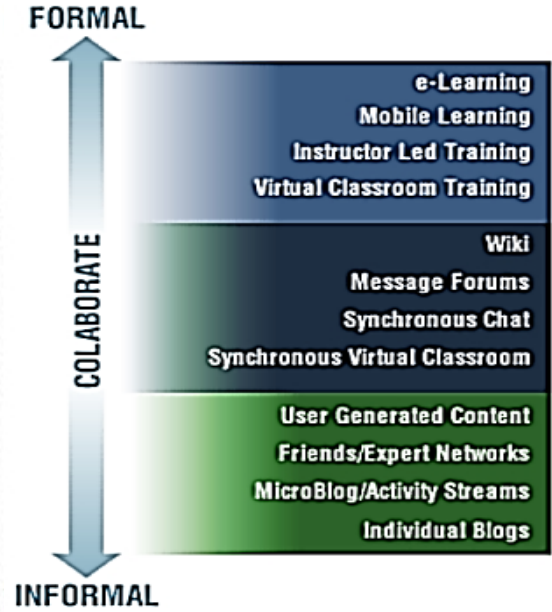 FORMAL
e-Learning
Mobile Learning
Instructor Led Training
Virtual Classroom Training
COLABORATE
Wiki
Message Forums
Synchronous Chat
Synchronous Virtual Classroom
User Generated Content
Friends/Expert Networks
MicroBlog/Activity Streams
Individual Blogs
INFORMAL